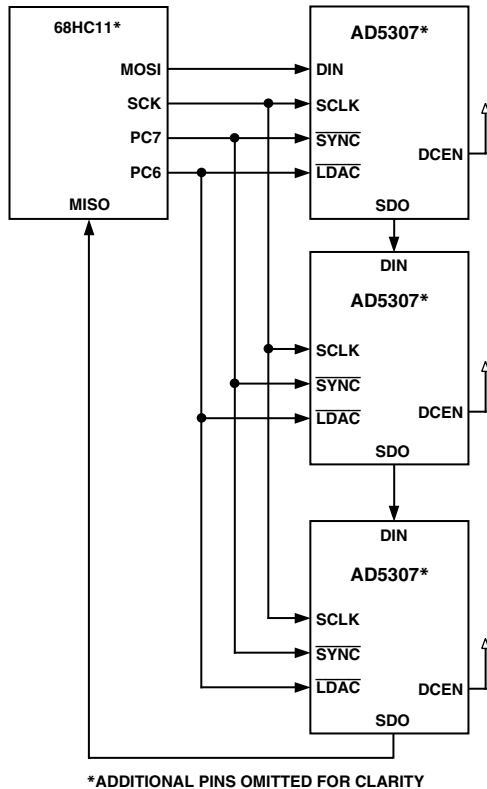 68HC11*
MOSI
SCK
PC7
PC6
MISO
AD5307*
DIN
SCLK
SYNC
LDAC
DCEN
SDO
DIN
AD5307*
SCLK
SYNC
LDAC
DCEN
SDO
DIN
AD5307*
SCLK
SYNC
LDAC
DCEN
SDO
*ADDITIONAL PINS OMITTED FOR CLARITY